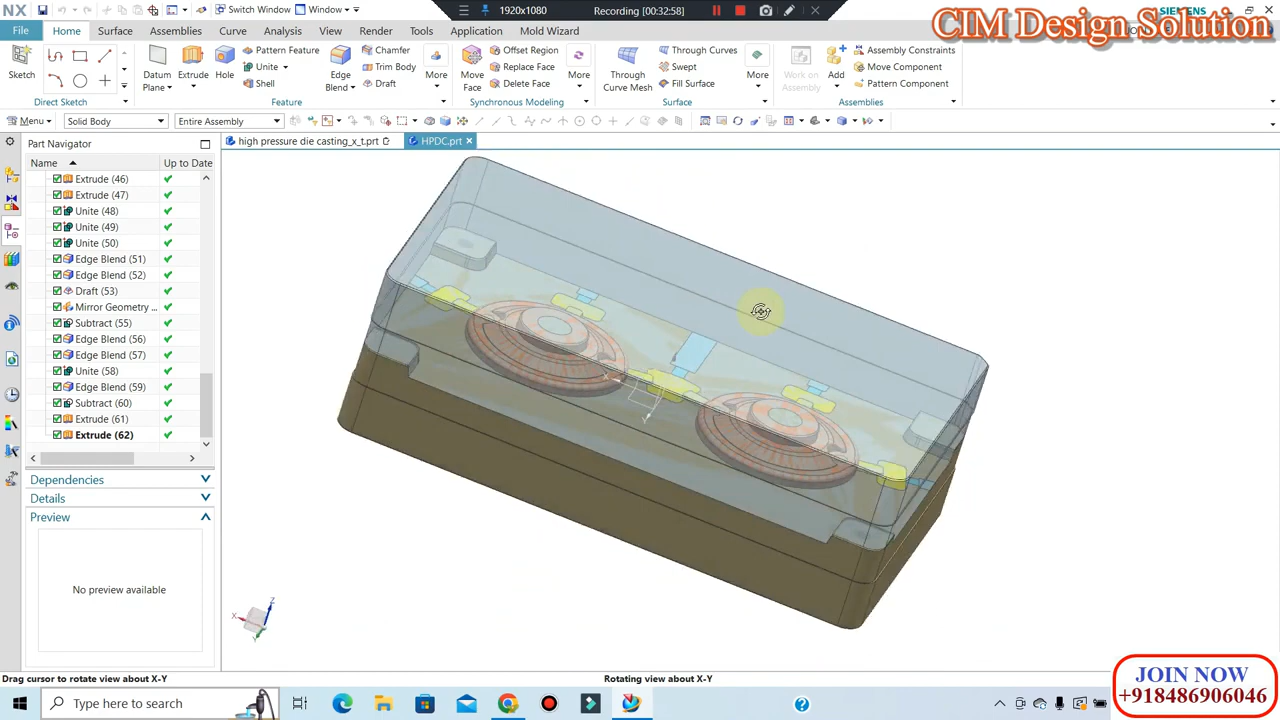 NX
Switch Window
Window
1920x1080
Recording [00:32:58]
SIEMENS
CIM Design Solution
File
Home
Surface
Assemblies
Curve
Analysis
View
Render
Tools
Application
Mold Wizard
Sketch
Datum Plane
Extrude
Hole
Pattern Feature
Unite
Shell
Edge Blend
Chamfer
Trim Body
Draft
More
Move Face
Offset Region
Replace Face
Delete Face
More
Through Curve Mesh
Through Curves
Swept
Fill Surface
More
Work on Assembly
Add
Assembly Constraints
Move Component
Pattern Component
Direct Sketch
Feature
Synchronous Modeling
Surface
Assemblies
Menu
Solid Body
Entire Assembly
Part Navigator
high pressure die casting_x_t.prt
HPDC.prt
Name
Up to Date
Extrude (46)
Extrude (47)
Unite (48)
Unite (49)
Unite (50)
Edge Blend (51)
Edge Blend (52)
Draft (53)
Mirror Geometry ...
Subtract (55)
Edge Blend (56)
Edge Blend (57)
Unite (58)
Edge Blend (59)
Subtract (60)
Extrude (61)
Extrude (62)
Dependencies
Details
Preview
No preview available
Z
X
Y
Drag cursor to rotate view about X-Y
Rotating view about X-Y
Type here to search
JOIN NOW
+918486906046